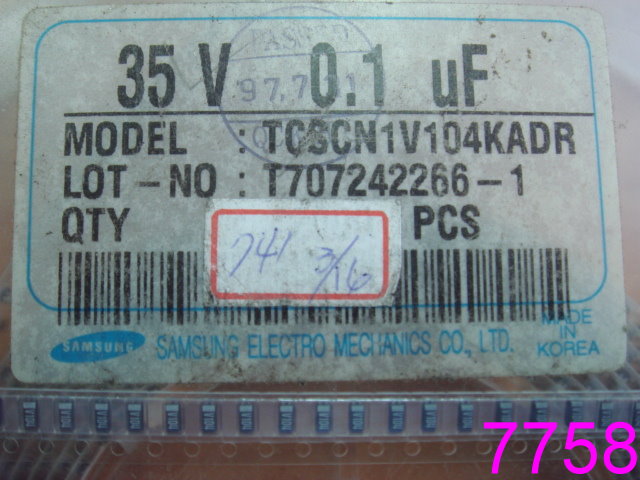 35 V 0.1 uF
MODEL : TCSCN1V104KADR
LOT-NO : T707242266-1
QTY PCS
741 3/16
SAMSUNG SAMSUNG ELECTRO MECHANICS CO., LTD.
MADE
IN
KOREA
7758